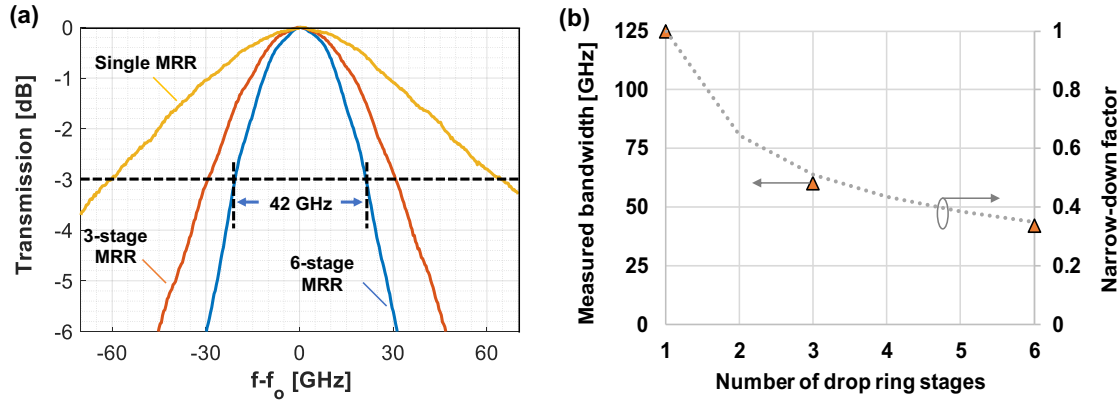 (a)
Transmission [dB]
0
-1
-2
-3
-4
-5
-6
Single MRR
42 GHz
3-stage
MRR
6-stage
MRR
-60
-30
0
30
60
f-fo [GHz]
(b)
Measured bandwidth [GHz]
125
100
75
50
25
0
1
0.8
0.6
0.4
0.2
0
Narrow-down factor
1
2
3
4
5
6
Number of drop ring stages